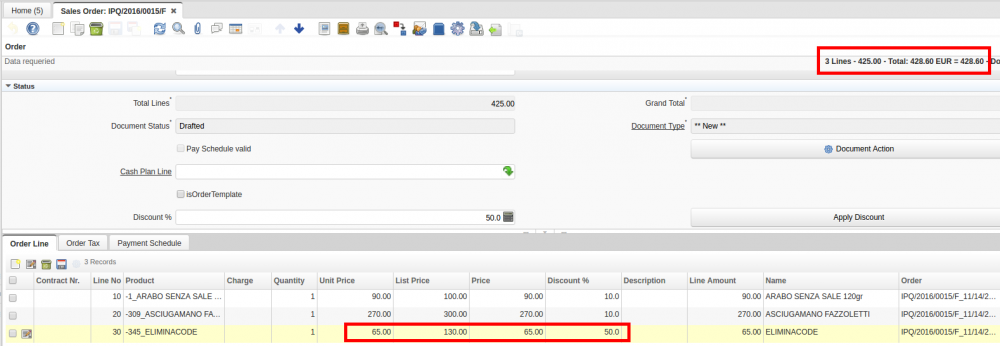 Home (5) Sales Order: IPQ/2016/0015/F
Order
Data requeried 3 Lines - 425.00 - Total: 428.60 EUR = 428.60 - Do
Status
Total Lines 425.00 Grand Total
Document Status Drafted Document Type ** New **
Pay Schedule valid Document Action
Cash Plan Line
isOrderTemplate
Discount % 50.0 Apply Discount
Order Line Order Tax Payment Schedule
3 Records
Contract Nr. Line No Product Charge Quantity Unit Price List Price Price Discount % Description Line Amount Name Order
10 -1_ARABO SENZA SALE ... 1 90.00 100.00 90.00 10.0 90.00 ARABO SENZA SALE 120gr IPQ/2016/0015/F_11/14/2...
20 -309_ASCIUGAMANO FA... 1 270.00 300.00 270.00 10.0 270.00 ASCIUGAMANO FAZZOLETTI IPQ/2016/0015/F_11/14/2...
30 -345_ELIMINACODE 1 65.00 130.00 65.00 50.0 65.00 ELIMINACODE IPQ/2016/0015/F_11/14/2...